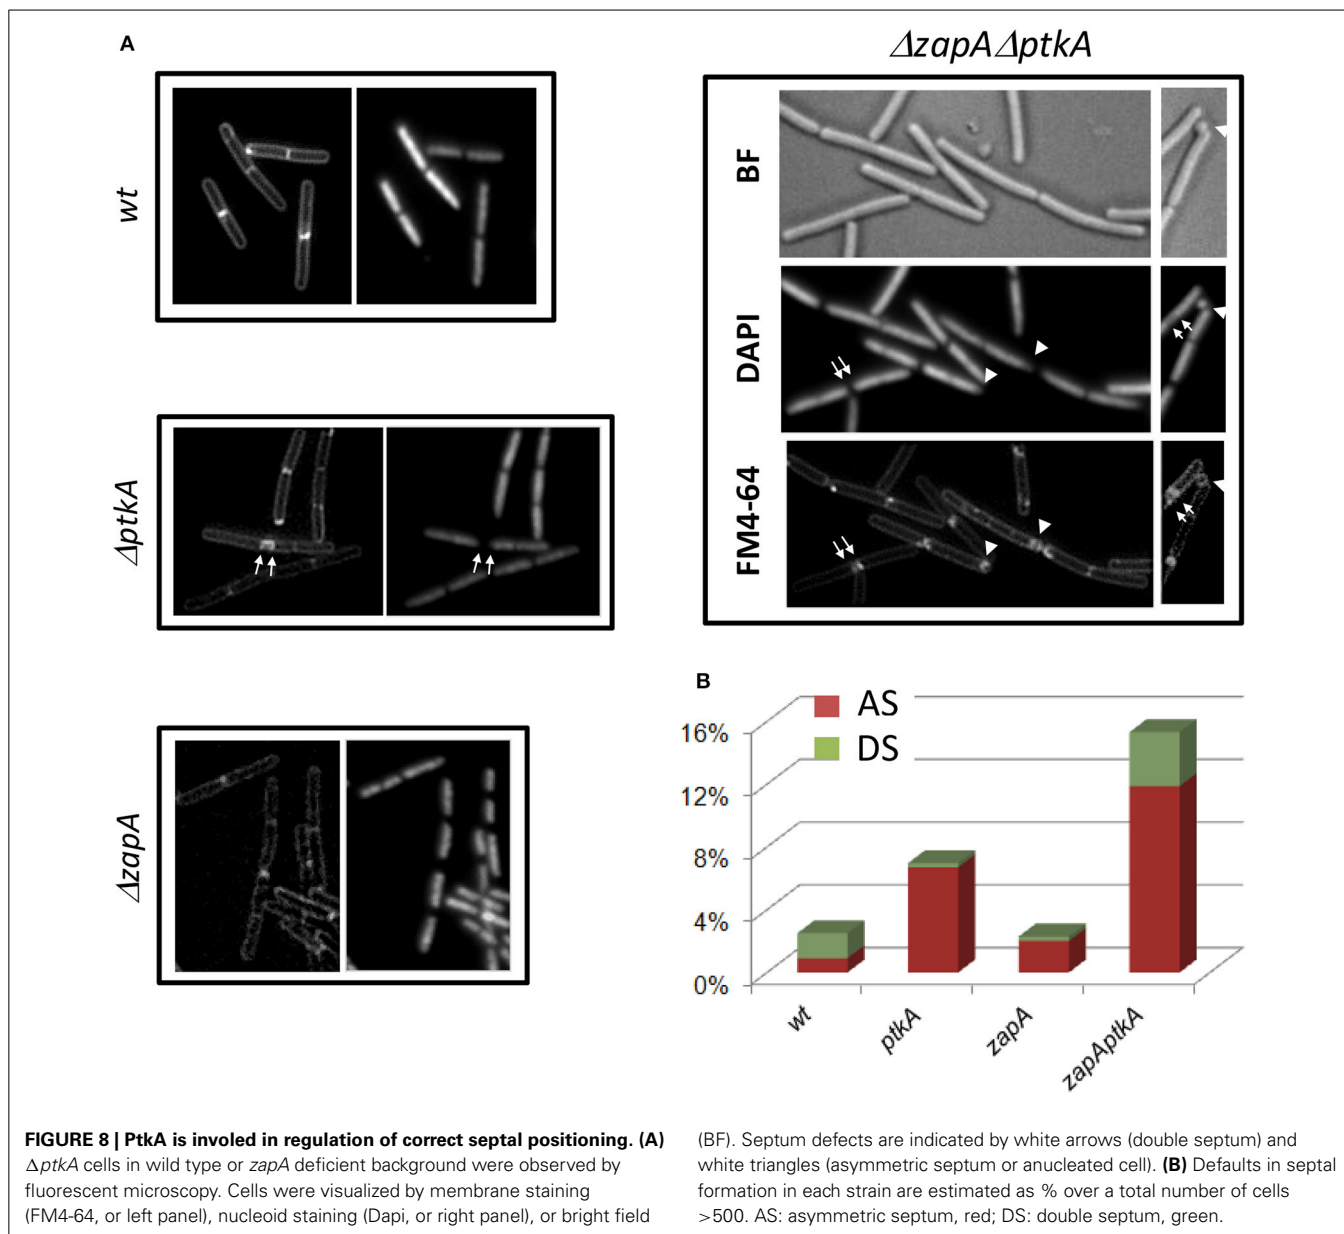 A
wt
ΔptkA
ΔzapA
ΔzapAΔptkA
BF
DAPI
FM4-64
B
AS
DS
16%
12%
8%
4%
0%
wt
ptkA
zapA
zapAptkA
FIGURE 8 | PtkA is involed in regulation of correct septal positioning. (A)
ΔptkA cells in wild type or zapA deficient background were observed by
fluorescent microscopy. Cells were visualized by membrane staining
(FM4-64, or left panel), nucleoid staining (Dapi, or right panel), or bright field
(BF). Septum defects are indicated by white arrows (double septum) and
white triangles (asymmetric septum or anucleated cell). (B) Defaults in septal
formation in each strain are estimated as % over a total number of cells
>500. AS: asymmetric septum, red; DS: double septum, green.